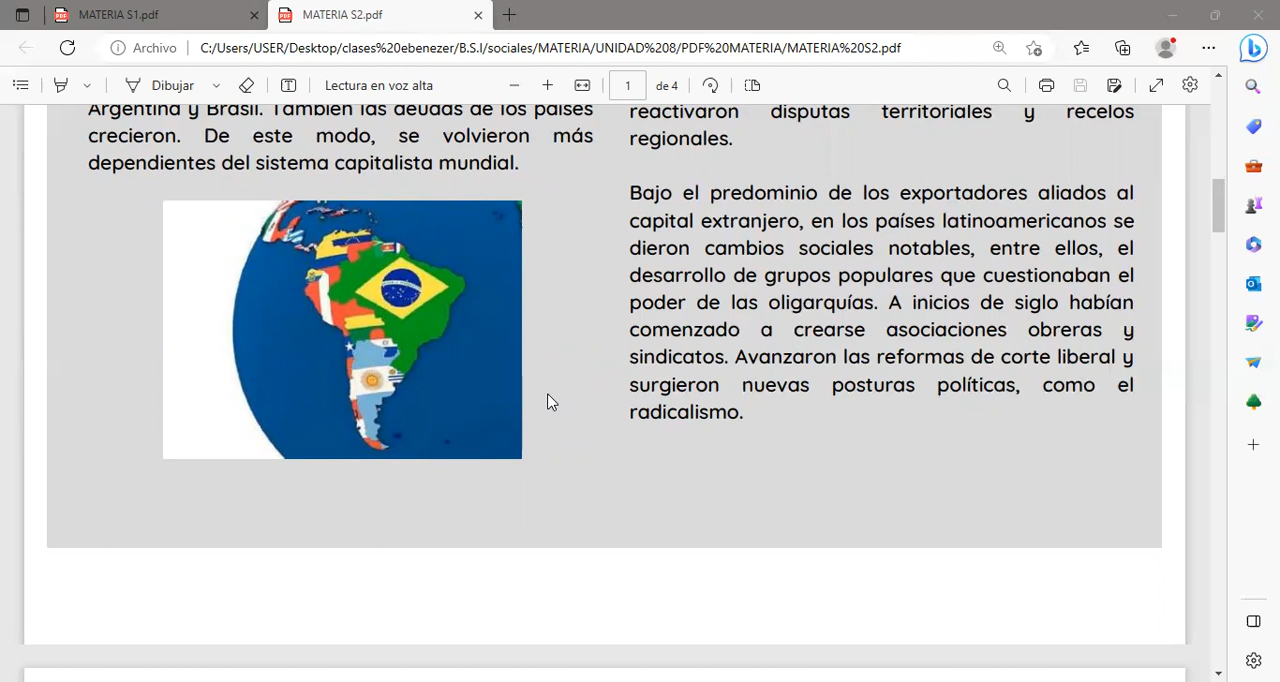 MATERIA S1.pdf
MATERIA S2.pdf
Archivo
C:/Users/USER/Desktop/clases%20ebenezer/B.S.I/sociales/MATERIA/UNIDAD%208/PDF%20MATERIA/MATERIA%20S2.pdf
Dibujar
Lectura en voz alta
1
de 4
Argentina y Brasil. También las deudas de los países
crecieron. De este modo, se volvieron más
dependientes del sistema capitalista mundial.
reactivaron disputas territoriales y recelos
regionales.
Bajo el predominio de los exportadores aliados al
capital extranjero, en los países latinoamericanos se
dieron cambios sociales notables, entre ellos, el
desarrollo de grupos populares que cuestionaban el
poder de las oligarquías. A inicios de siglo habían
comenzado a crearse asociaciones obreras y
sindicatos. Avanzaron las reformas de corte liberal y
surgieron nuevas posturas políticas, como el
radicalismo.